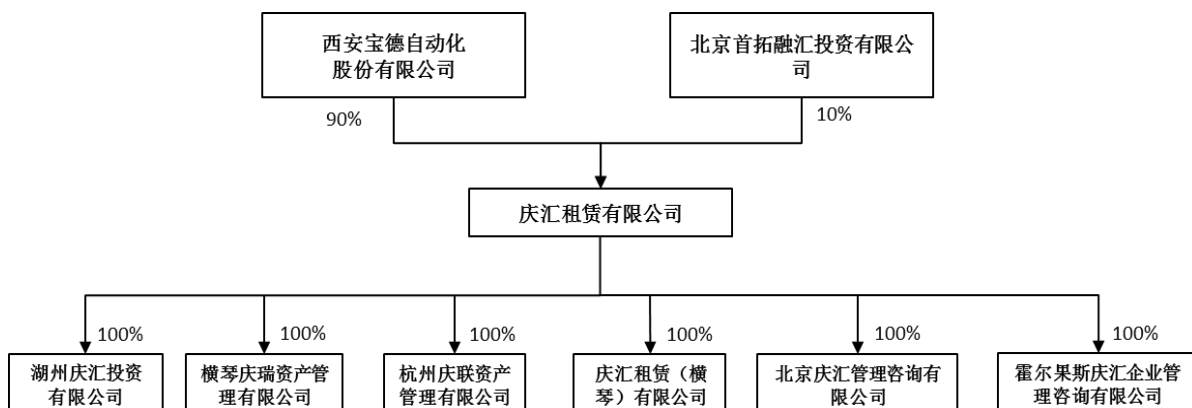 西安宝德自动化
股份有限公司
北京首拓融汇投资有限公
司
90%
10%
庆汇租赁有限公司
100%
100%
100%
100%
100%
100%
湖州庆汇投资
有限公司
横琴庆瑞资产管
理有限公司
杭州庆联资产
管理有限公司
庆汇租赁（横
琴）有限公司
北京庆汇管理咨询有
限公司
霍尔果斯庆汇企业管
理咨询有限公司